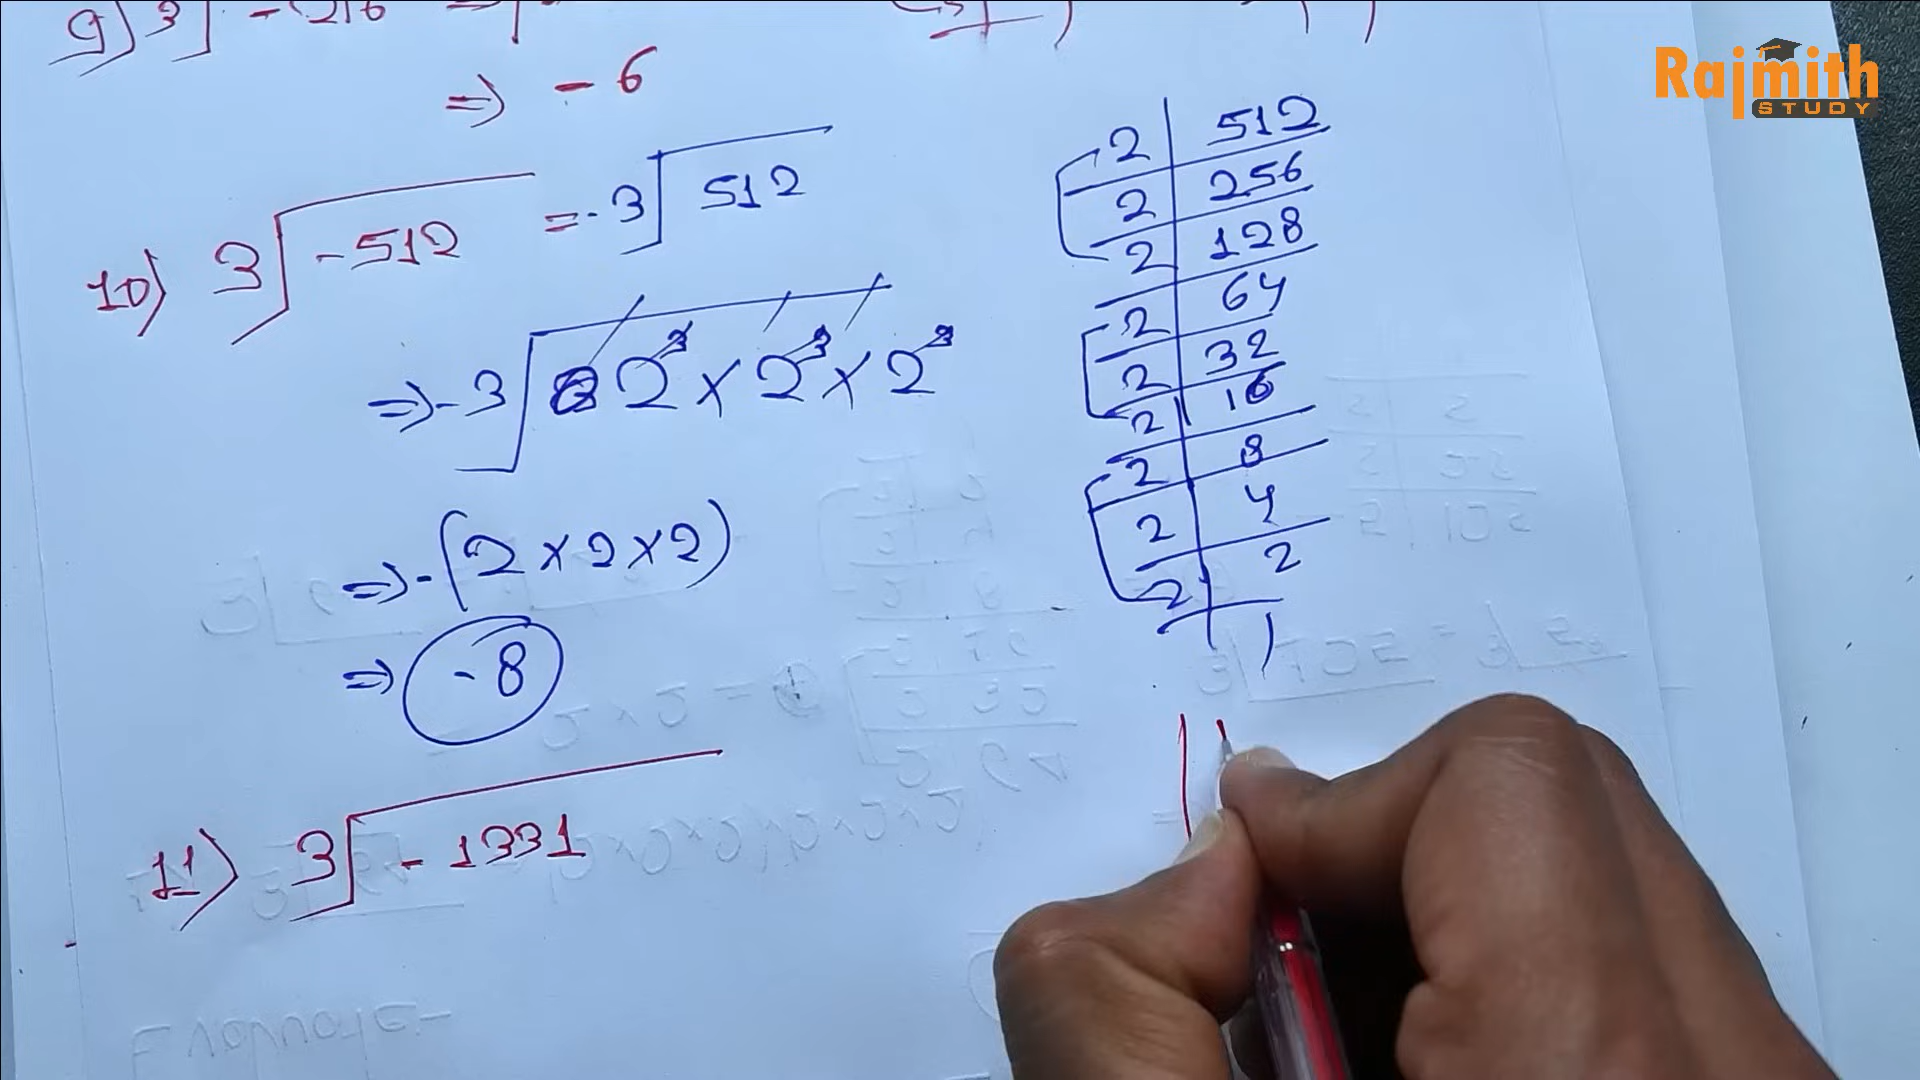 9) 3√-216 =>
=> - 6
10) 3√-512 = - 3√512
=> - 3√2³ × 2³ × 2³
=> - (2 × 2 × 2)
=> - 8
11) 3√-1331
2 | 512
2 | 256
2 | 128
2 | 64
2 | 32
2 | 16
2 | 8
2 | 4
2 | 2
1
Rajmith
STUDY